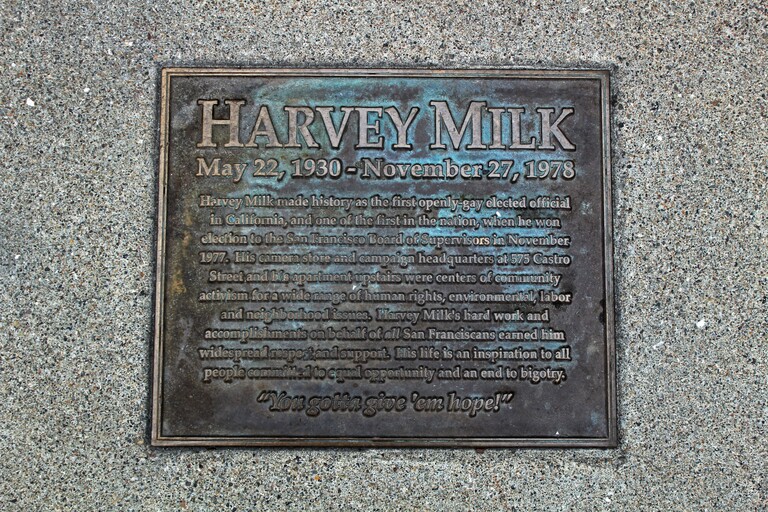 HARVEY MILK
May 22, 1930 - November 27, 1978
Harvey Milk made history as the first openly-gay elected official
in California, and one of the first in the nation, when he won
election to the San Francisco Board of Supervisors in November
1977. His camera store and campaign headquarters at 575 Castro
Street and his apartment upstairs were centers of community
activism for a wide range of human rights, environmental, labor
and neighborhood issues. Harvey Milk's hard work and
accomplishments on behalf of all San Franciscans earned him
widespread respect and support. His life is an inspiration to all
people committed to equal opportunity and an end to bigotry.
"You gotta give 'em hope!"